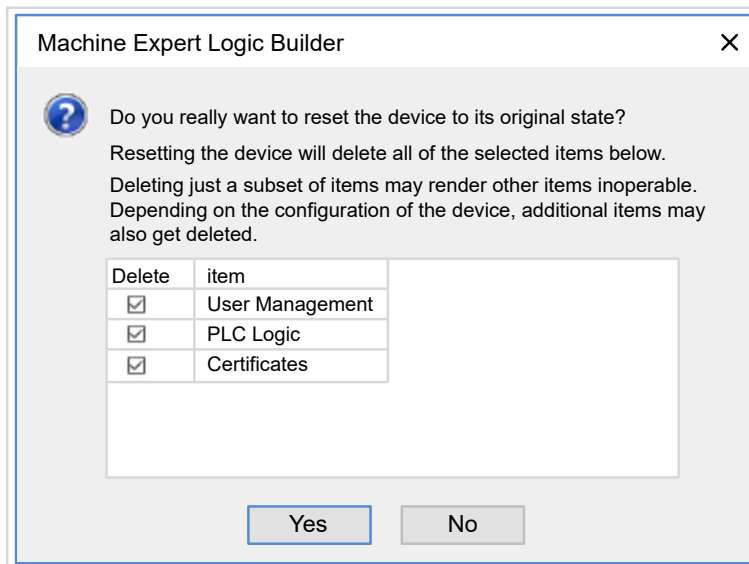 Machine Expert Logic Builder
Do you really want to reset the device to its original state?
Resetting the device will delete all of the selected items below.
Deleting just a subset of items may render other items inoperable.
Depending on the configuration of the device, additional items may
also get deleted.
Delete item
User Management
PLC Logic
Certificates
Yes No